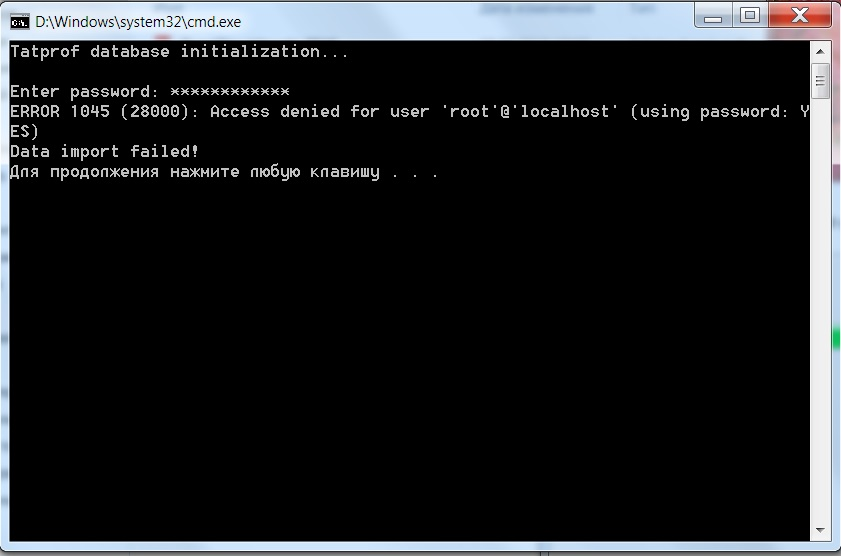 D:\Windows\system32\cmd.exe
Tatprof database initialization...
Enter password: ************
ERROR 1045 (28000): Access denied for user 'root'@'localhost' (using password: Y
ES)
Data import failed!
Для продолжения нажмите любую клавишу . . .